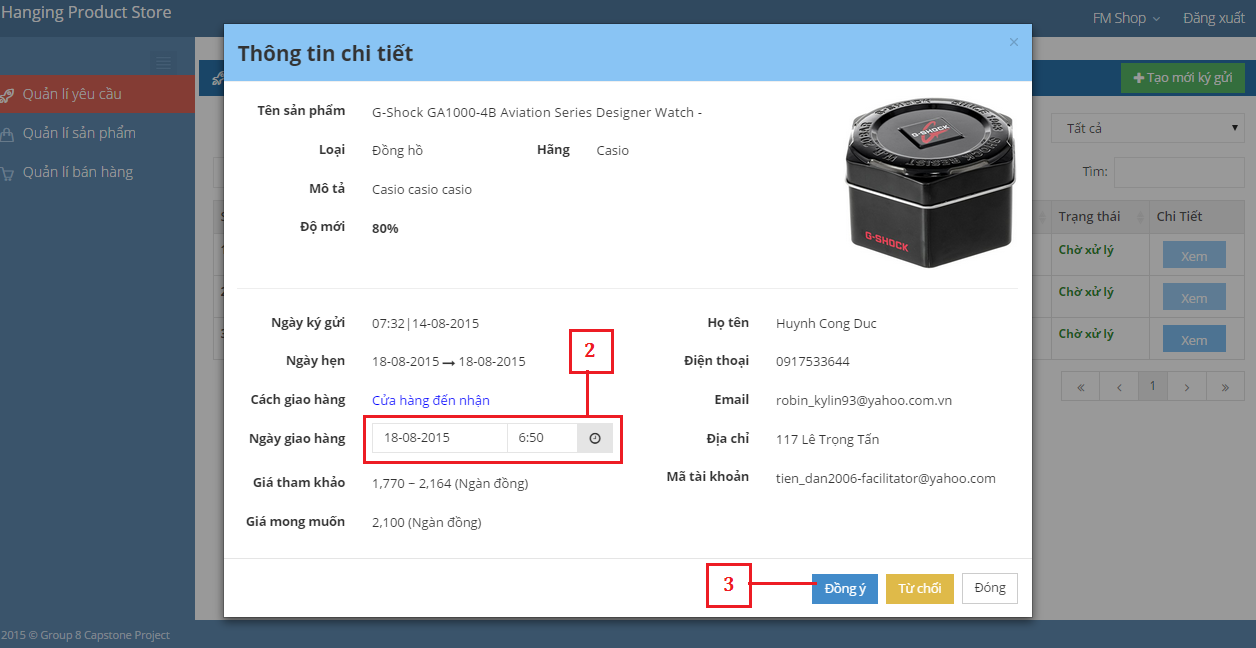 Hanging Product Store
FM Shop
Đăng xuất
Thông tin chi tiết
×
Tạo mới ký gửi
Quản lí yêu cầu
Quản lí sản phẩm
Quản lí bán hàng
Tất cả
Tìm:
Trạng thái
Chi Tiết
Chờ xử lý
Xem
Chờ xử lý
Xem
Chờ xử lý
Xem
« ‹ 1 › »
Tên sản phẩm G-Shock GA1000-4B Aviation Series Designer Watch -
Loại Đồng hồ Hãng Casio
Mô tả Casio casio casio
Độ mới 80%
G-SHOCK
SHOCK RESIST
G-SHOCK
Ngày ký gửi 07:32|14-08-2015
Họ tên Huynh Cong Duc
2
Ngày hẹn 18-08-2015 → 18-08-2015
Điện thoại 0917533644
Cách giao hàng Cửa hàng đến nhận
Email robin_kylin93@yahoo.com.vn
Ngày giao hàng 18-08-2015 6:50
Địa chỉ 117 Lê Trọng Tấn
Giá tham khảo 1,770 ~ 2,164 (Ngàn đồng)
Mã tài khoản tien_dan2006-facilitator@yahoo.com
Giá mong muốn 2,100 (Ngàn đồng)
3
Đồng ý
Từ chối
Đóng
2015 © Group 8 Capstone Project